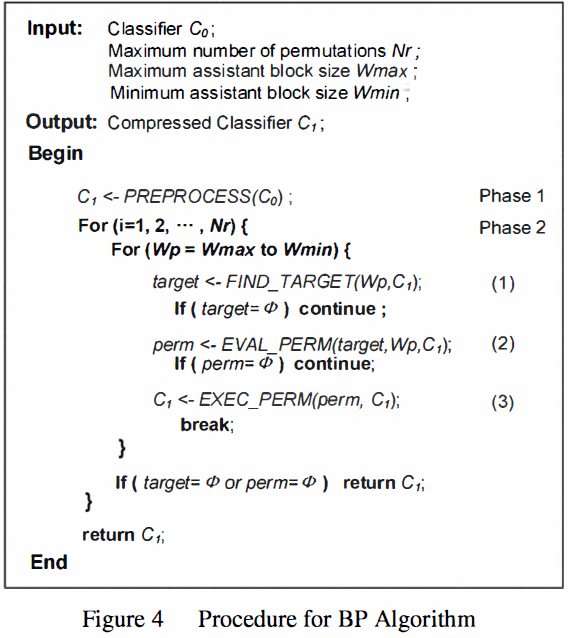 Input: Classifier C0;
Maximum number of permutations Nr ;
Maximum assistant block size Wmax ;
Minimum assistant block size Wmin ;
Output: Compressed Classifier C1;
Begin
C1 <- PREPROCESS(C0) ; Phase 1
For (i=1, 2, ··· , Nr) { Phase 2
For (Wp = Wmax to Wmin) {
target <- FIND_TARGET(Wp,C1); (1)
If ( target= Φ ) continue ;
perm <- EVAL_PERM(target,Wp,C1); (2)
If ( perm= Φ ) continue;
C1 <- EXEC_PERM(perm, C1); (3)
break;
}
If ( target= Φ or perm= Φ ) return C1;
}
return C1;
End
Figure 4 Procedure for BP Algorithm